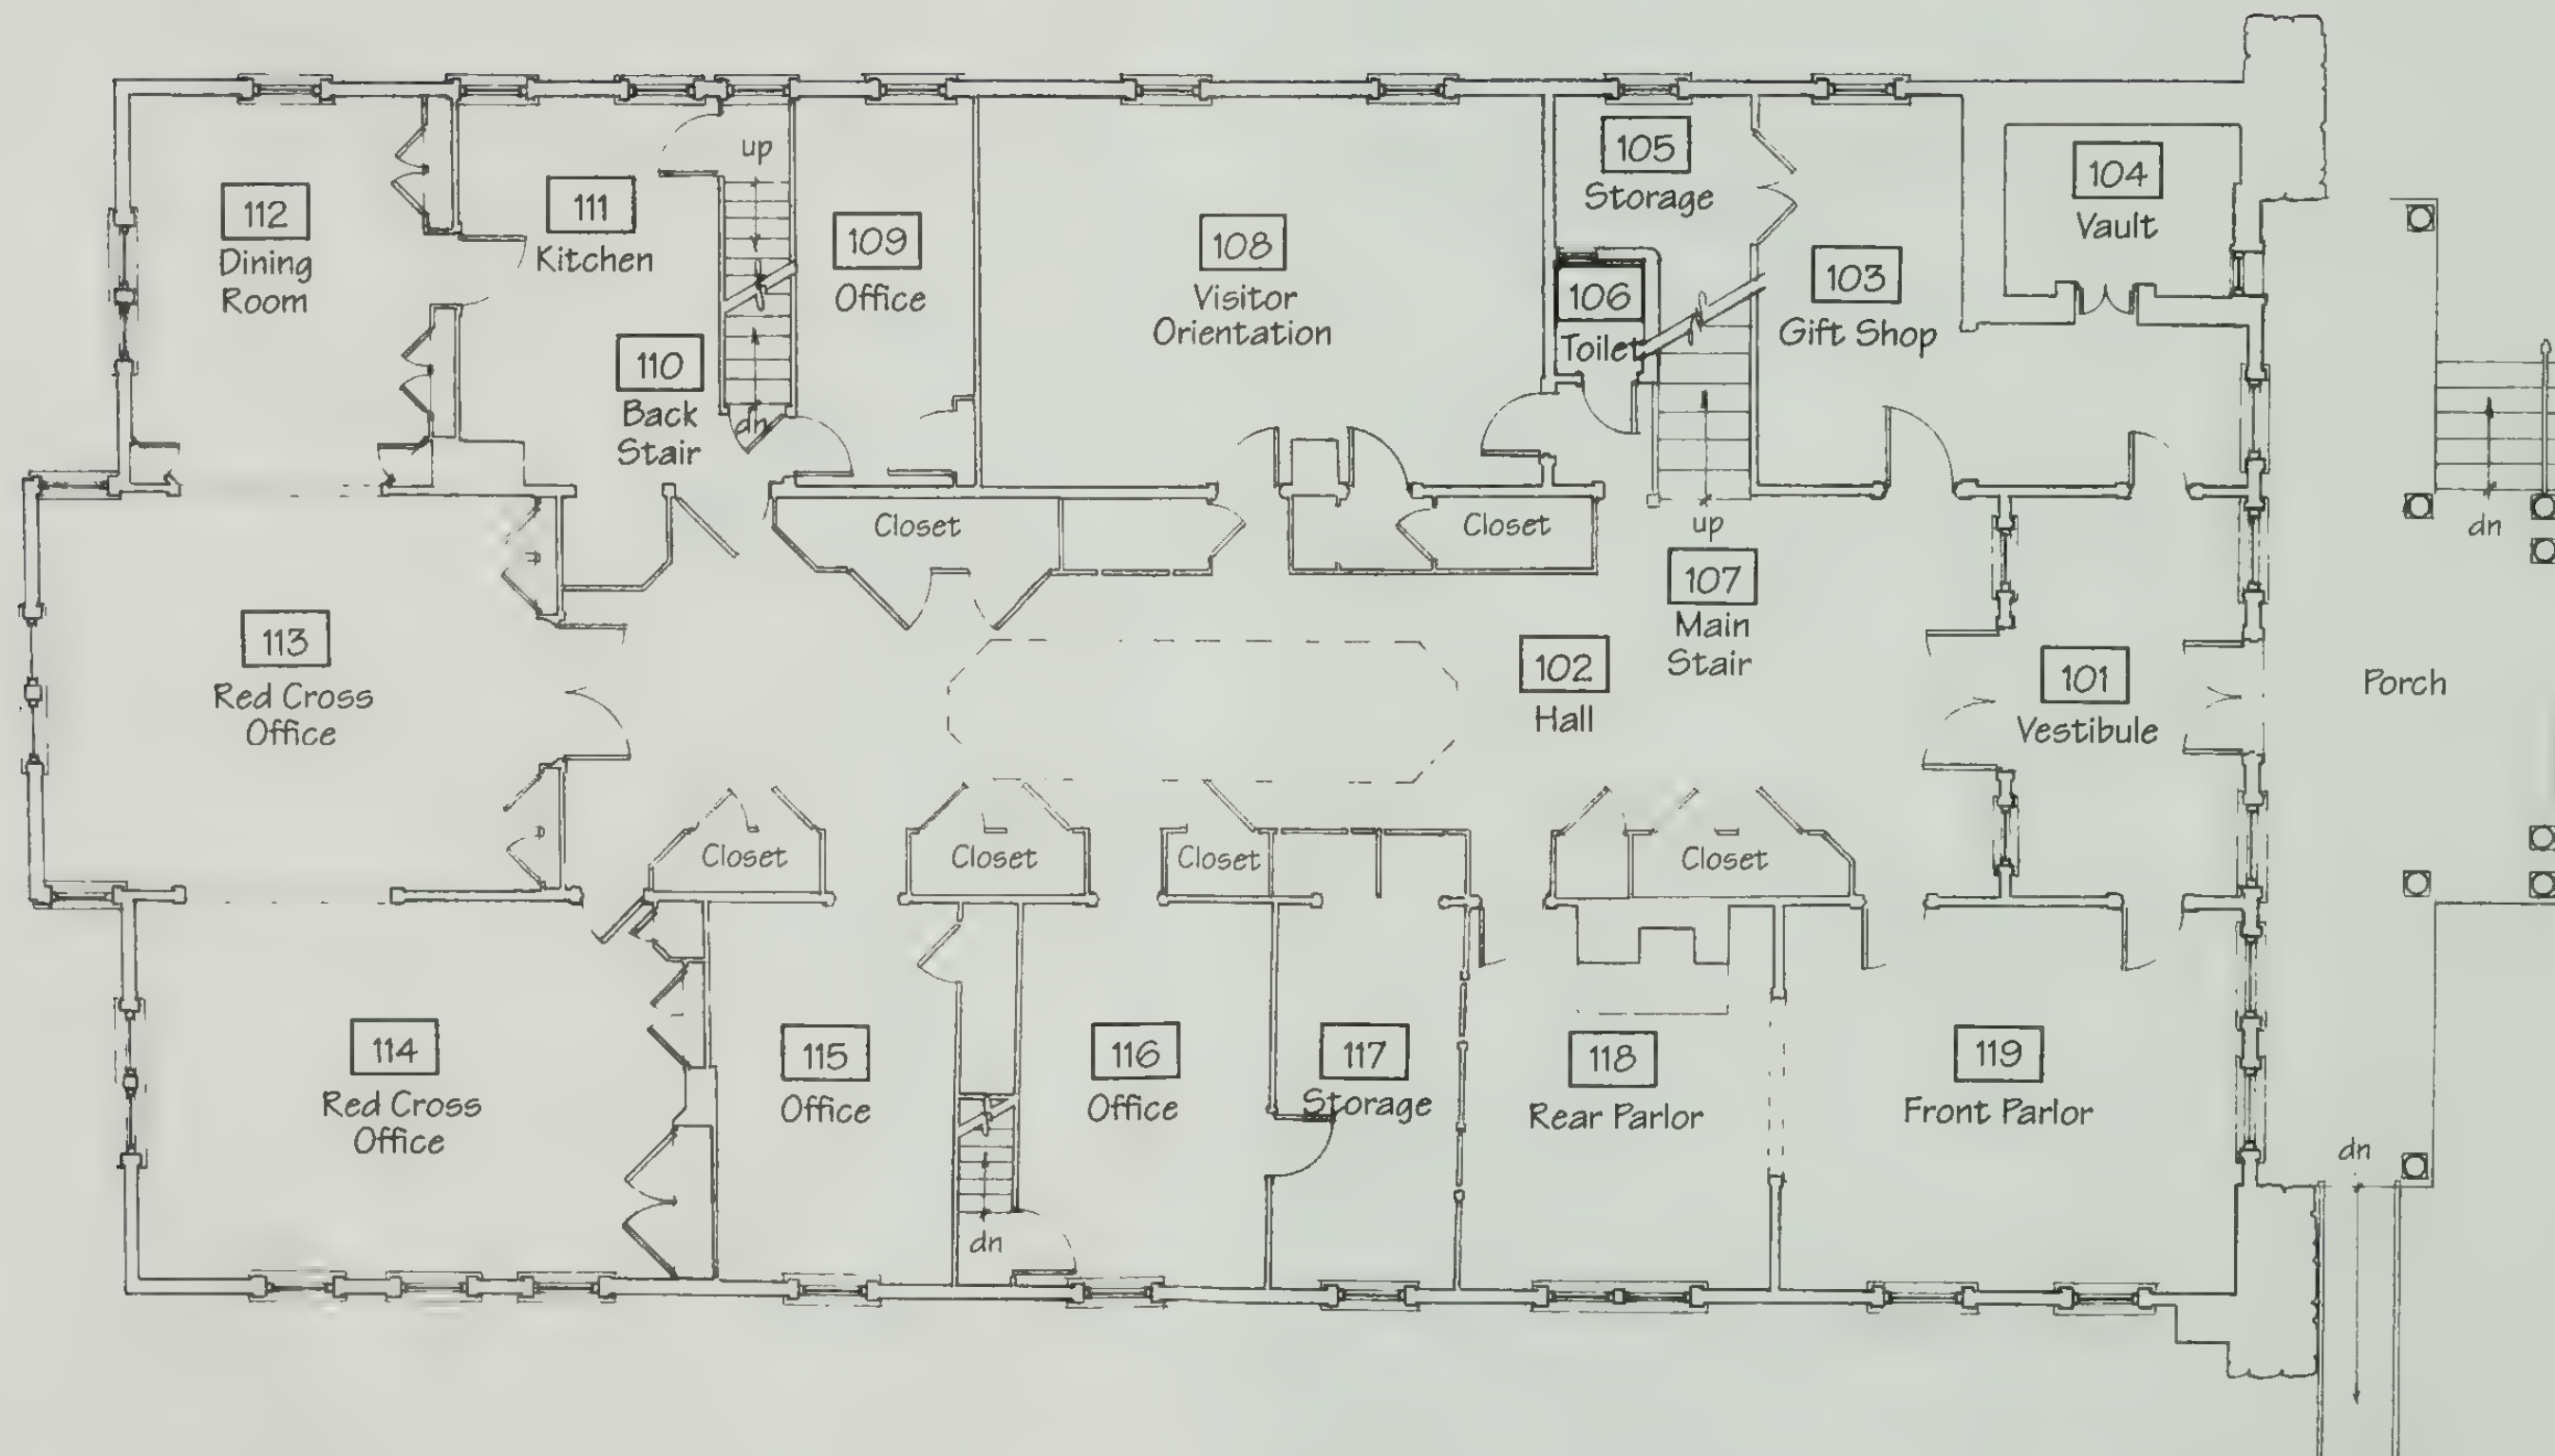 105
Storage
104
Vault
up
112
Dining
Room
111
Kitchen
109
Office
108
Visitor
Orientation
106
Toilet
103
Gift Shop
110
Back
Stair
dn
Closet
Closet
up
dn
107
Main
Stair
113
Red Cross
Office
102
Hall
101
Vestibule
Porch
Closet
Closet
Closet
Closet
114
Red Cross
Office
115
Office
116
Office
117
Storage
118
Rear Parlor
119
Front Parlor
dn
dn